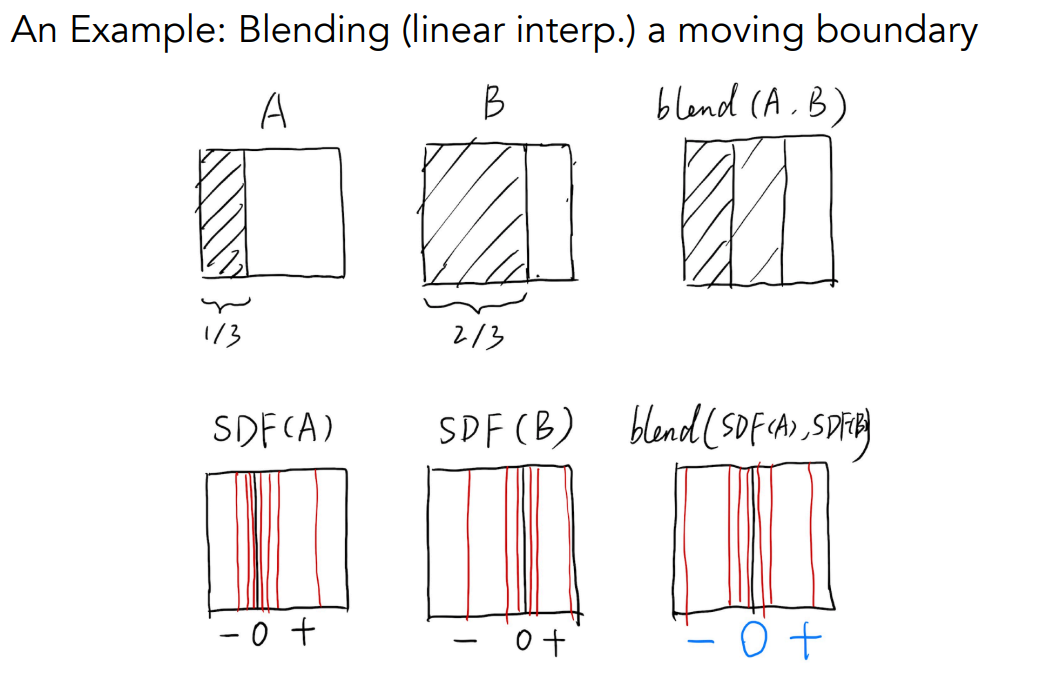 An Example: Blending (linear interp.) a moving boundary
A B blend (A, B)
1/3 2/3
SDF(A) SDF(B) blend(SDF(A),SDF(B))
- 0 + - 0 + - 0 +